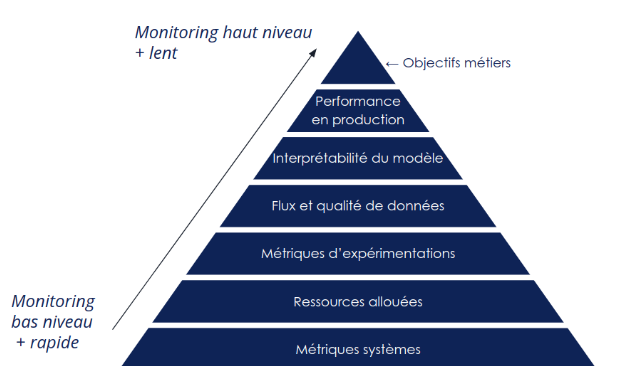 Monitoring haut niveau
+ lent
← Objectifs métiers
Performance
en production
Interprétabilité du modèle
Flux et qualité de données
Métriques d'expérimentations
Monitoring
bas niveau
+ rapide
Ressources allouées
Métriques systèmes